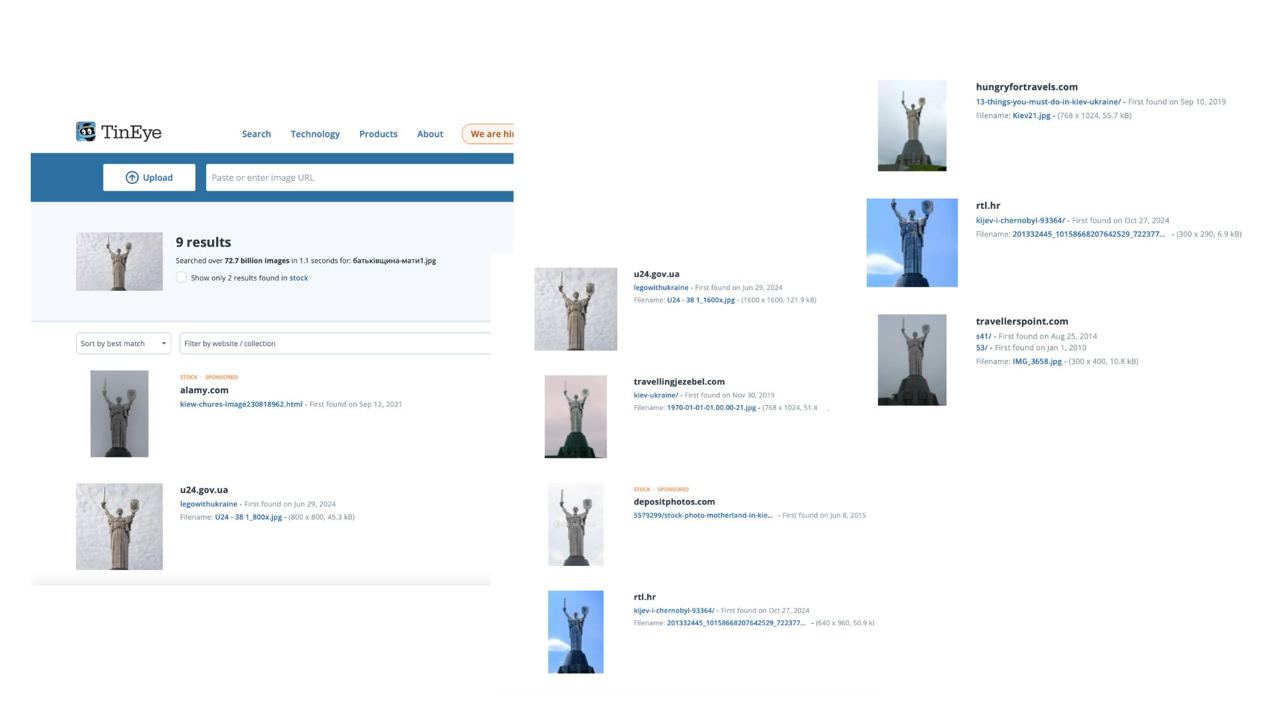 TinEye
Search
Technology
Products
About
We are hir
Upload
Paste or enter image URL
9 results
Searched over 72.7 billion images in 1.1 seconds for: батьківщина-мати1.jpg
Show only 2 results found in stock
Sort by best match
Filter by website / collection
STOCK - SPONSORED
alamy.com
kiew-chures-image230818962.html - First found on Sep 12, 2021
u24.gov.ua
legowithukraine - First found on Jun 29, 2024
Filename: U24 - 38 1_800x.jpg - (800 x 800, 45.3 kB)
u24.gov.ua
legowithukraine - First found on Jun 29, 2024
Filename: U24 - 38 1_1600x.jpg - (1600 x 1600, 121.9 kB)
travellingjezebel.com
kiev-ukraine/ - First found on Nov 30, 2019
Filename: 1970-01-01-01.00.00-21.jpg - (768 x 1024, 51.4
STOCK - SPONSORED
depositphotos.com
5579299/stock-photo-motherland-in-kie... - First found on Jun 8, 2015
rtl.hr
kijev-i-chernobyl-93364/ - First found on Oct 27, 2024
Filename: 201332445_10158668207642529_722377... - (640 x 960, 50.9 kl
hungryfortravels.com
13-things-you-must-do-in-kiev-ukraine/ - First found on Sep 10, 2019
Filename: Kiev21.jpg - (768 x 1024, 55.7 kB)
rtl.hr
kijev-i-chernobyl-93364/ - First found on Oct 27, 2024
Filename: 201332445_10158668207642529_722377... - (300 x 290, 6.9 kB)
travellerspoint.com
s41/ - First found on Aug 25, 2014
53/ - First found on Jan 1, 2010
Filename: IMG_3658.jpg - (300 x 400, 10.8 kB)